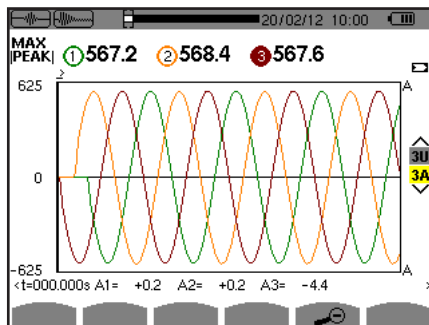 20/02/12 10:00
MAX
|PEAK| 1 567.2 2 568.4 3 567.6
625 A
3U
0
3A
-625 A
<t=000.000s A1= +0.2 A2= +0.2 A3= -4.4 >